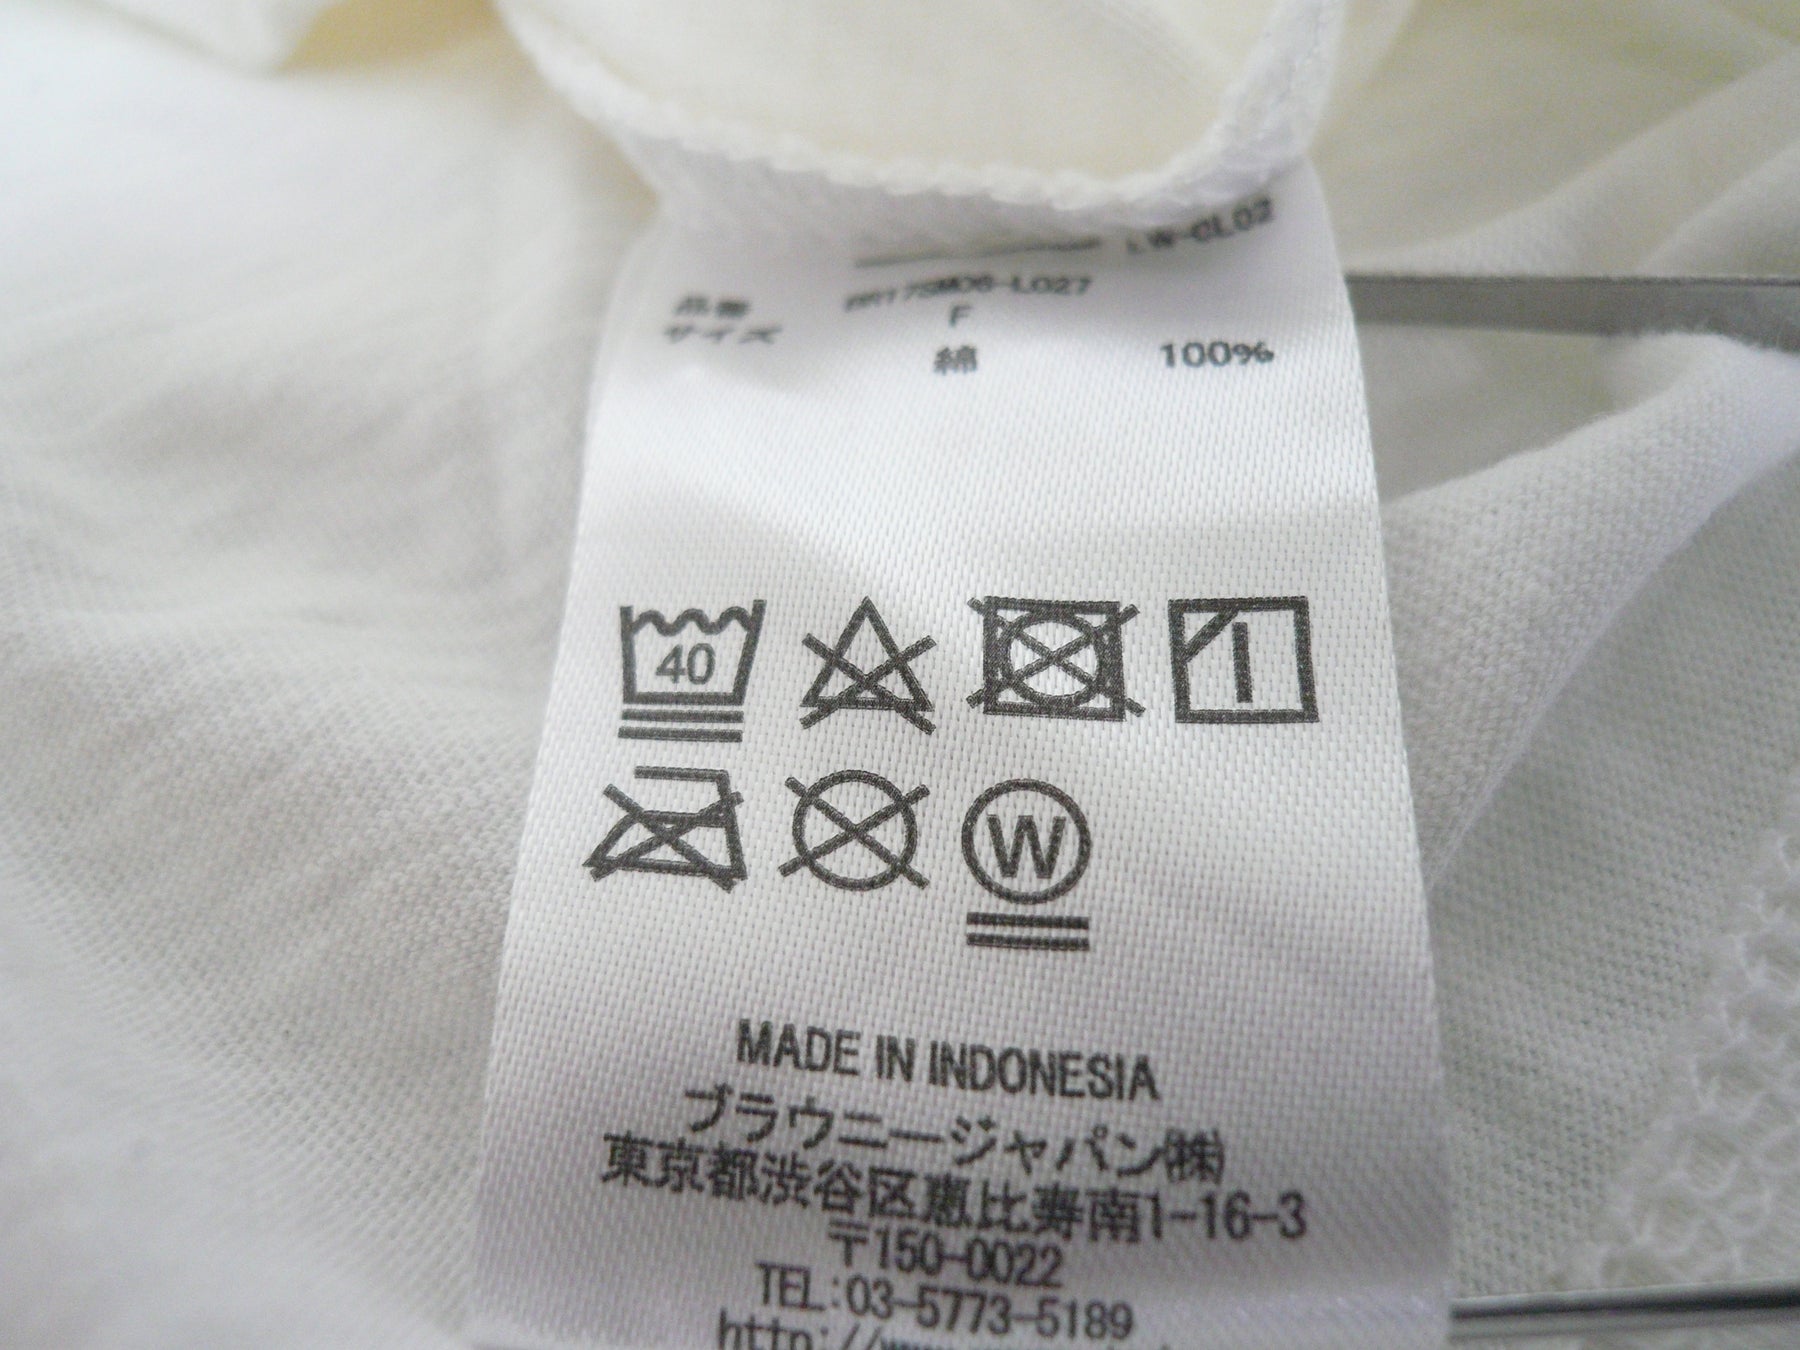 LW-CL02
品番 BR17SM06-L027
サイズ F
綿 100%
40
W
MADE IN INDONESIA
ブラウニージャパン㈱
東京都渋谷区恵比寿南1-16-3
〒150-0022
TEL:03-5773-5189